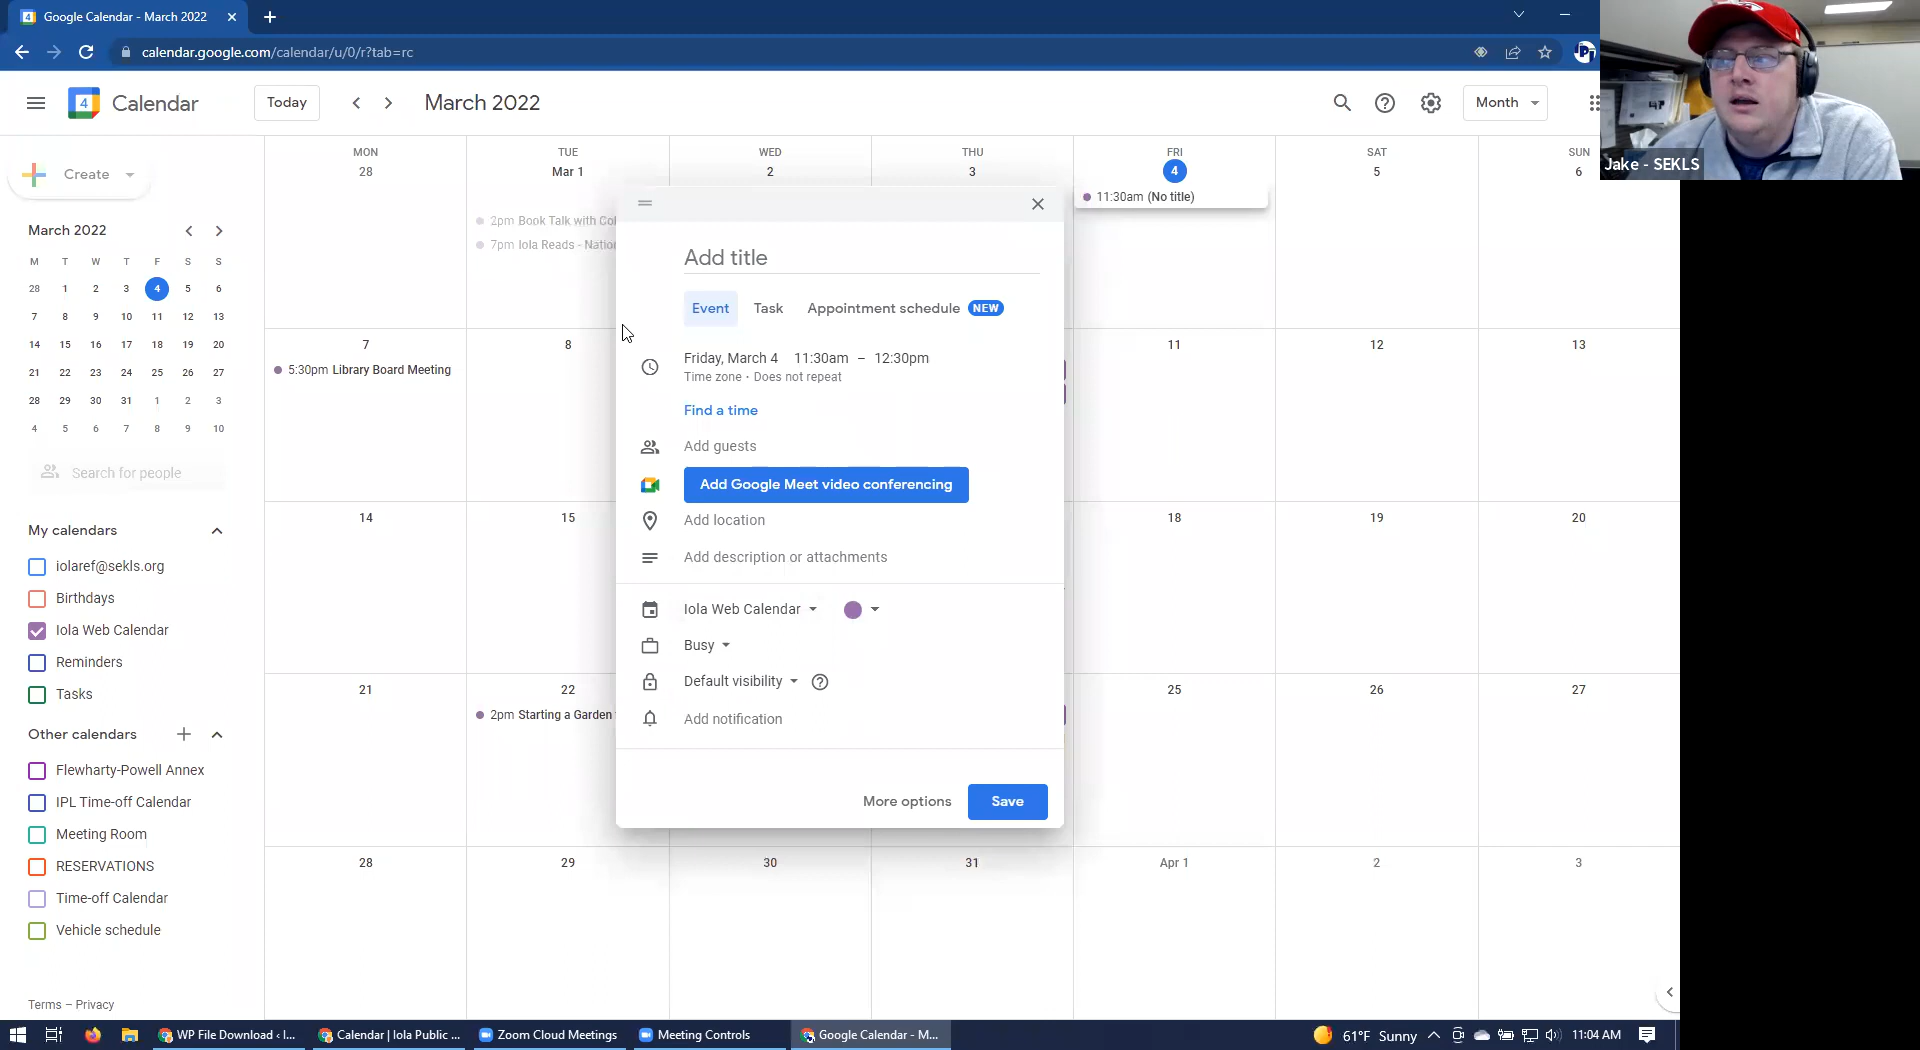 Google Calendar - March 2022
calendar.google.com/calendar/u/0/r?tab=rc
4
Calendar
Today
March 2022
Month
Jake - SEKLS
Create
March 2022
M T W T F S S
28 1 2 3 4 5 6
7 8 9 10 11 12 13
14 15 16 17 18 19 20
21 22 23 24 25 26 27
28 29 30 31 1 2 3
4 5 6 7 8 9 10
Search for people
My calendars
iolaref@sekls.org
Birthdays
Iola Web Calendar
Reminders
Tasks
Other calendars
Flewharty-Powell Annex
IPL Time-off Calendar
Meeting Room
RESERVATIONS
Time-off Calendar
Vehicle schedule
Terms – Privacy
MON TUE WED THU FRI SAT SUN
28 Mar 1 2 3 4 5 6
11:30am (No title)
2pm Book Talk with
7pm Iola Reads -
7 8 11 12 13
5:30pm Library Board Meeting
14 15 18 19 20
21 22 25 26 27
2pm Starting a Garden
28 29 30 31 Apr 1 2 3
Add title
Event Task Appointment schedule NEW
Friday, March 4 11:30am – 12:30pm
Time zone · Does not repeat
Find a time
Add guests
Add Google Meet video conferencing
Add location
Add description or attachments
Iola Web Calendar
Busy
Default visibility
Add notification
More options Save
WP File Download ‹ I...
Calendar | Iola Public ...
Zoom Cloud Meetings
Meeting Controls
Google Calendar - M...
61°F Sunny
11:04 AM